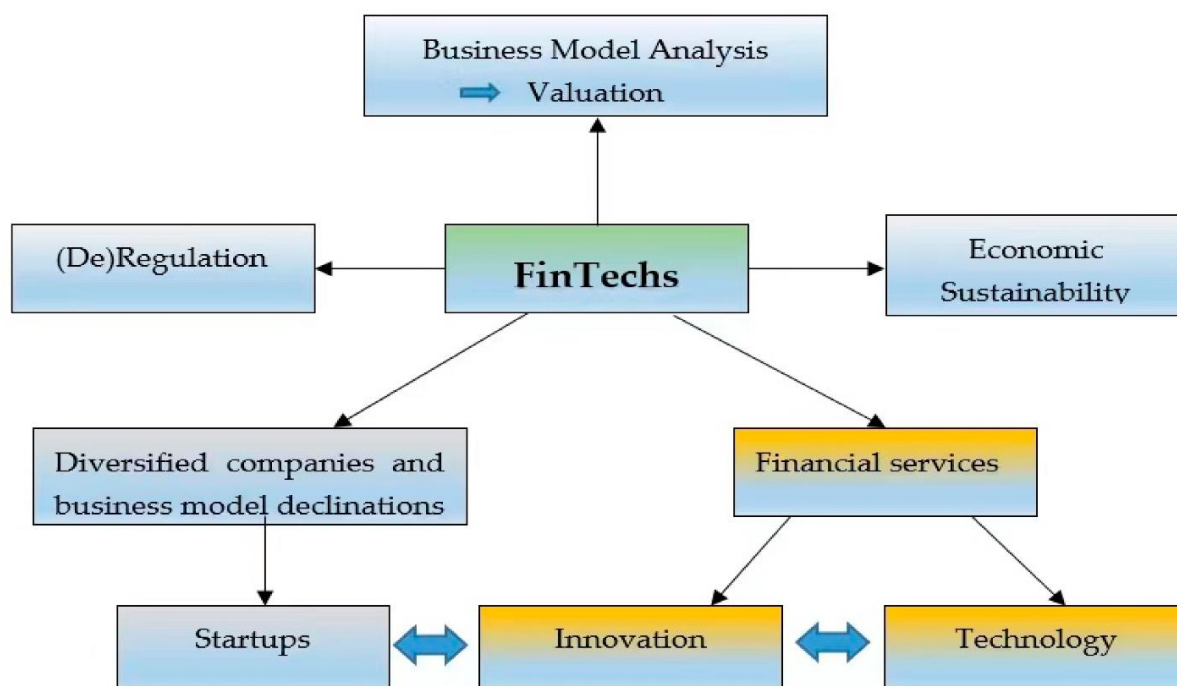 Business Model Analysis
Valuation
(De)Regulation
FinTechs
Economic
Sustainability
Diversified companies and
business model declinations
Financial services
Startups
Innovation
Technology